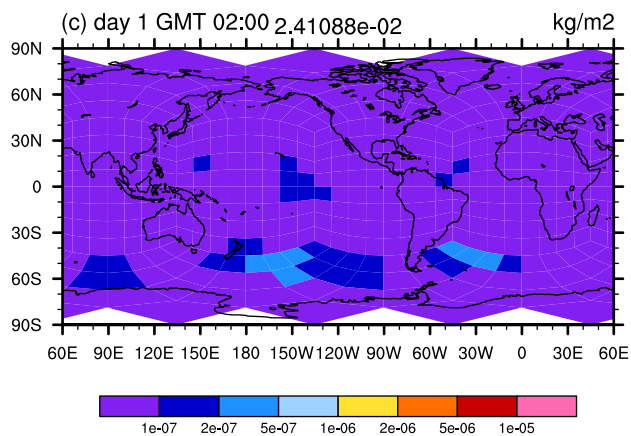 (c) day 1 GMT 02:00 2.41088e-02 kg/m2
90N
60N
30N
0
30S
60S
90S
60E 90E 120E 150E 180 150W 120W 90W 60W 30W 0 30E 60E
1e-07 2e-07 5e-07 1e-06 2e-06 5e-06 1e-05